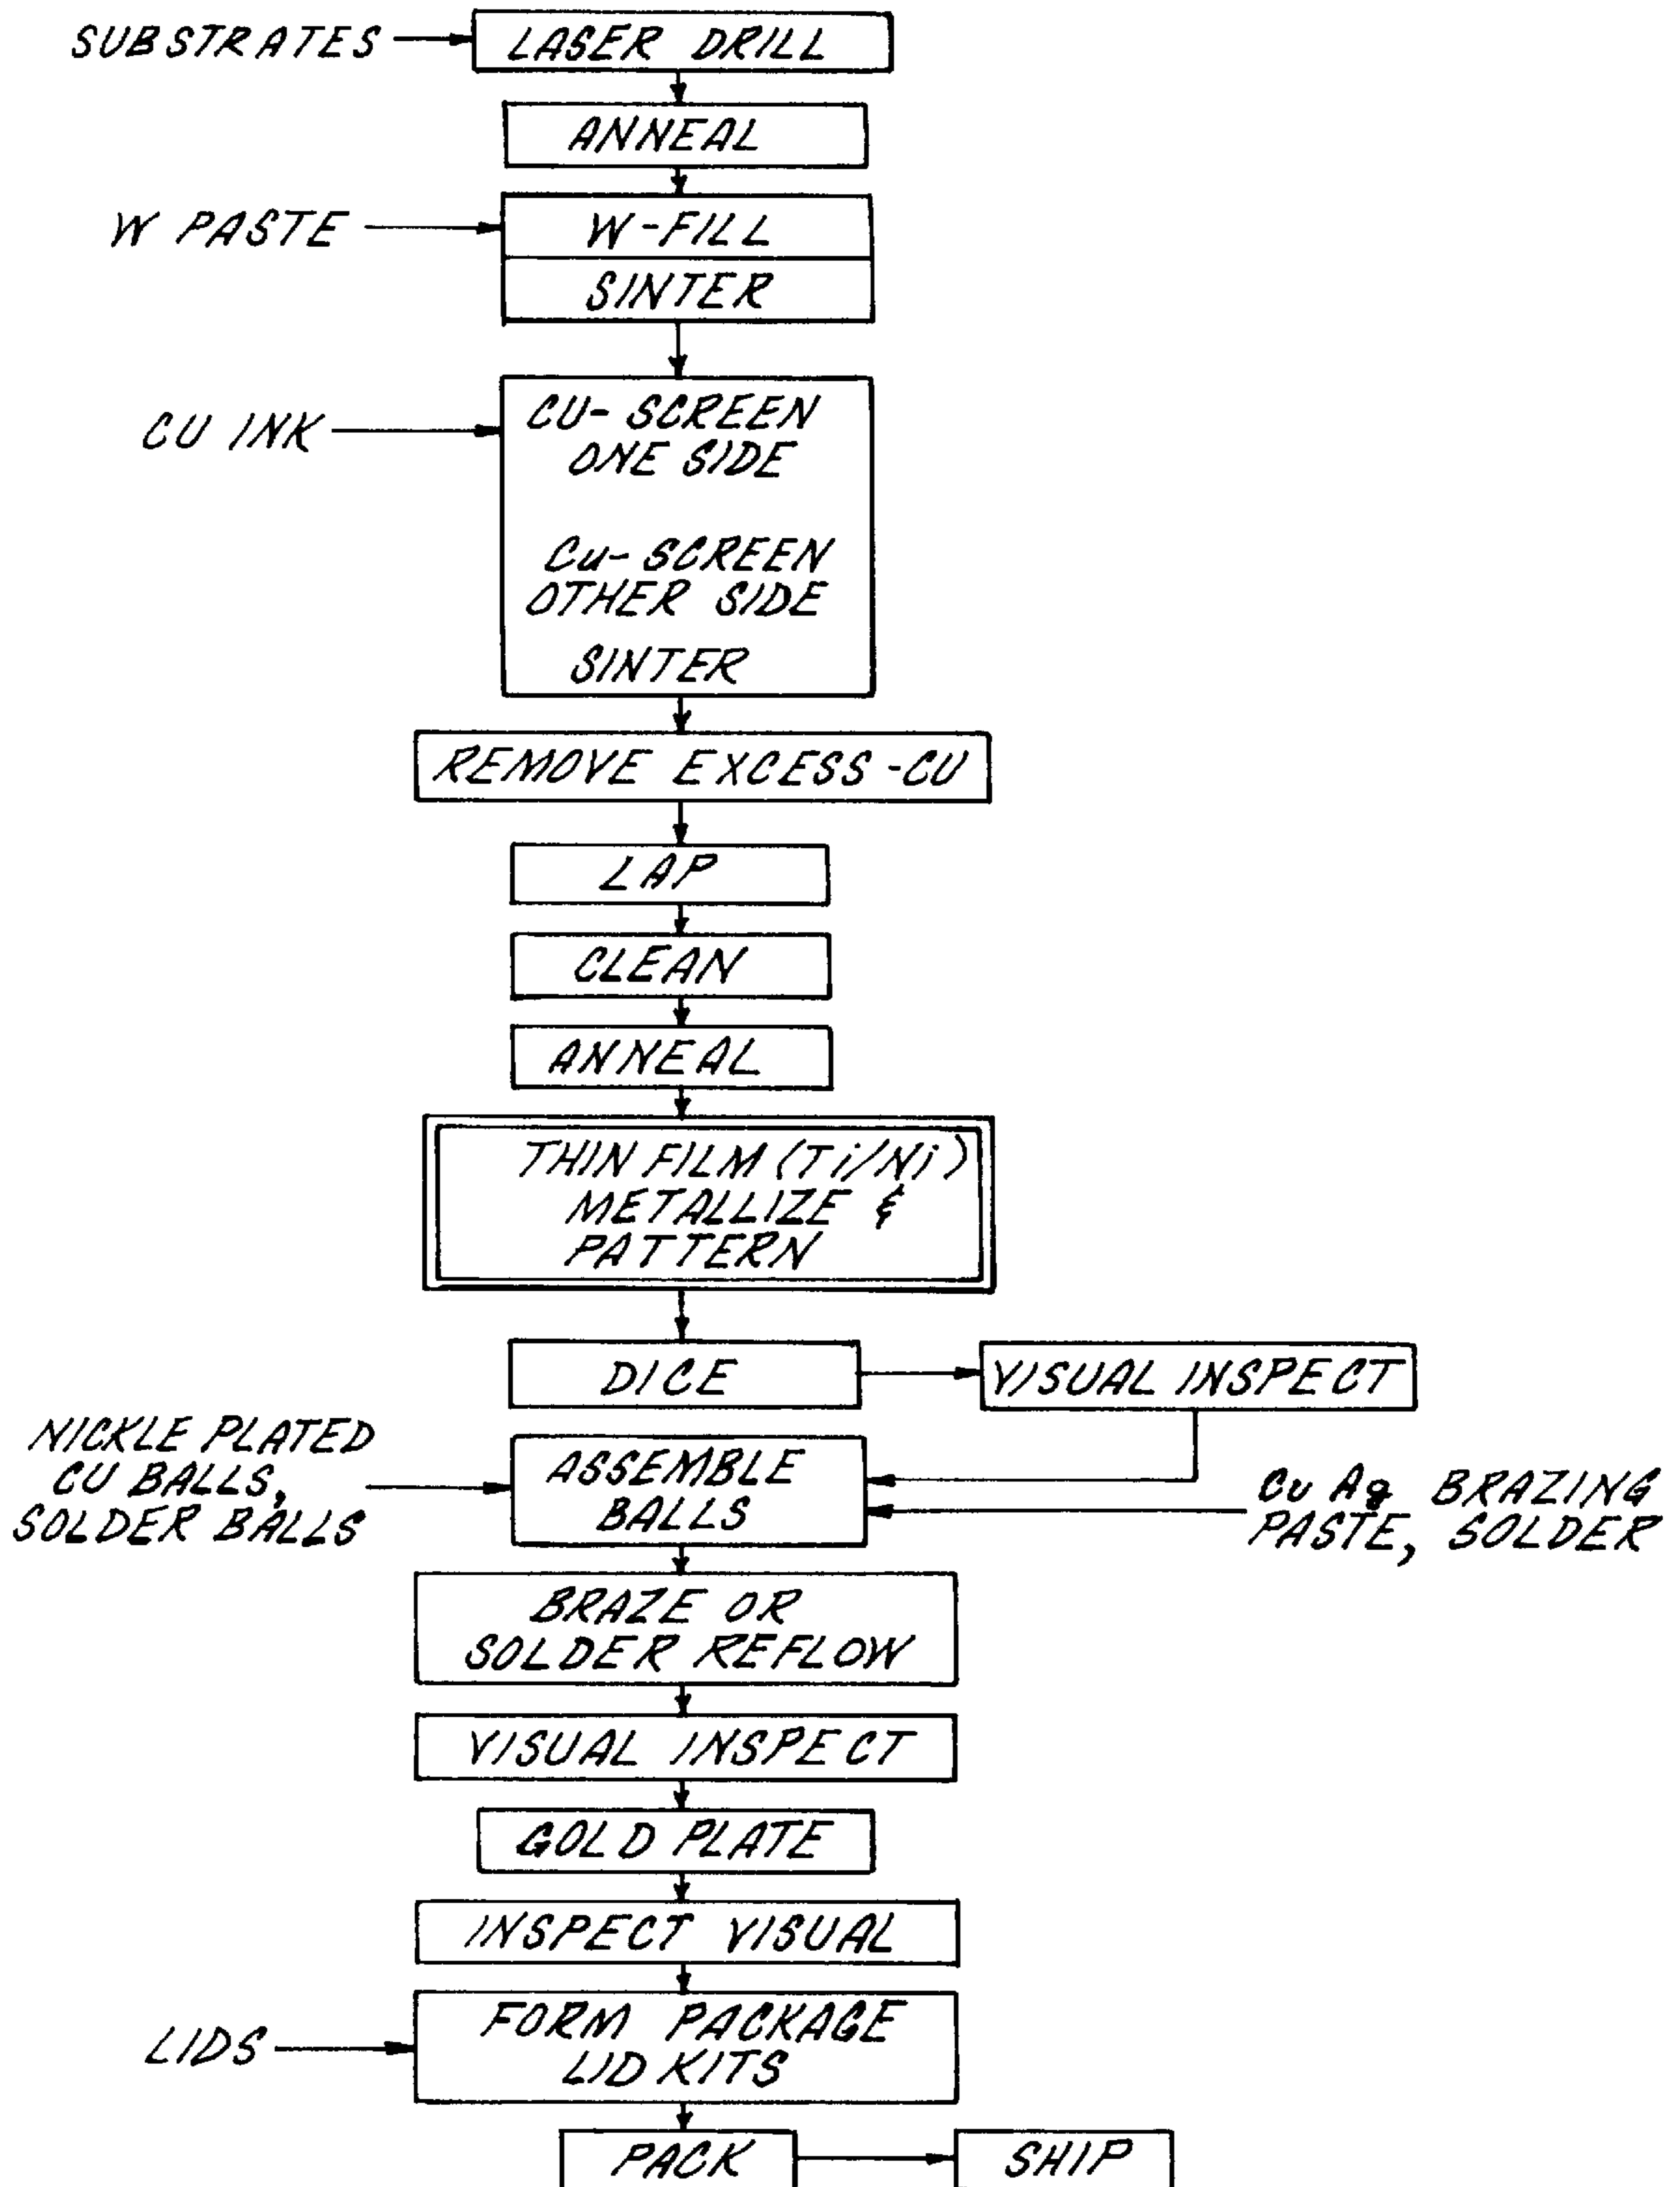 SUBSTRATES
LASER DRILL
ANNEAL
W PASTE
W-FILL
SINTER
CU INK
CU-SCREEN
ONE SIDE
Cu-SCREEN
OTHER SIDE
SINTER
REMOVE EXCESS-CU
LAP
CLEAN
ANNEAL
THIN FILM (Ti/Ni)
METALLIZE &
PATTERN
DICE
VISUAL INSPECT
NICKLE PLATED
CU BALLS,
SOLDER BALLS
ASSEMBLE
BALLS
Cu Ag BRAZING
PASTE, SOLDER
BRAZE OR
SOLDER REFLOW
VISUAL INSPECT
GOLD PLATE
INSPECT VISUAL
LIDS
FORM PACKAGE
LID KITS
PACK
SHIP